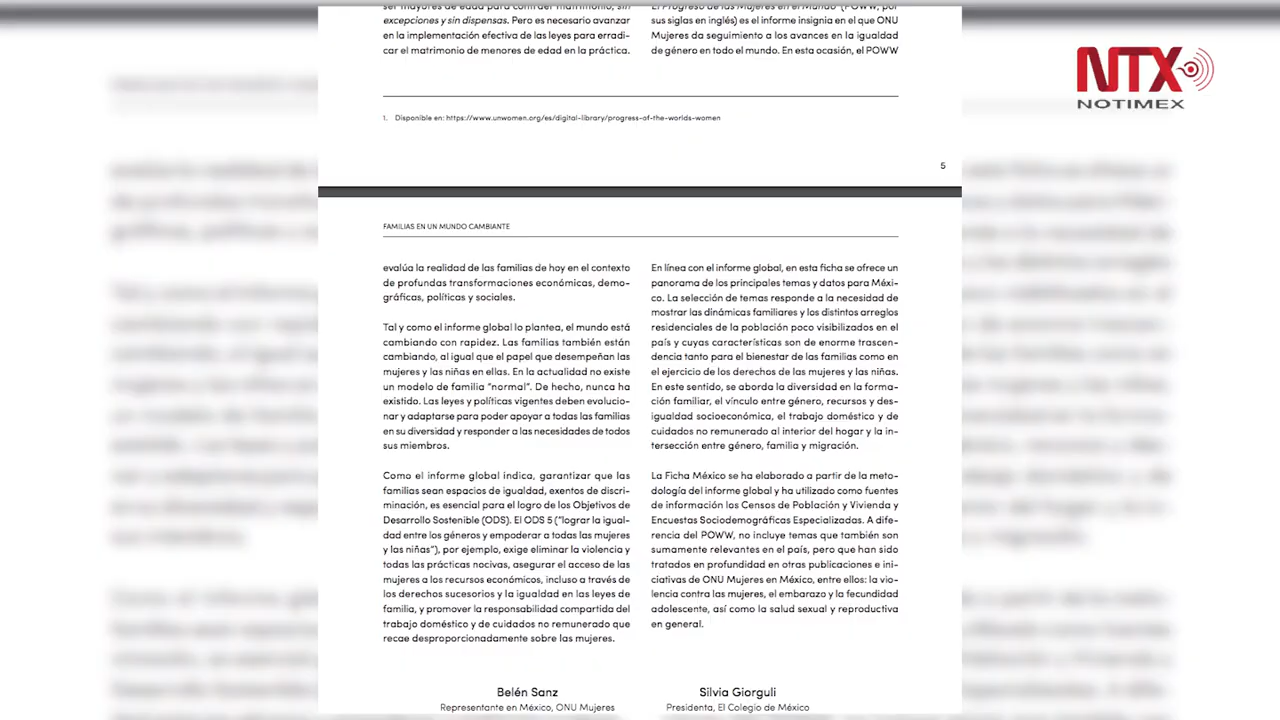 ser mayores de edad para contraer matrimonio, sin
excepciones y sin dispensas. Pero es necesario avanzar
en la implementación efectiva de las leyes para erradi-
car el matrimonio de menores de edad en la práctica.
El Progreso de las Mujeres en el Mundo (POWW, por
sus siglas en inglés) es el informe insignia en el que ONU
Mujeres da seguimiento a los avances en la igualdad
de género en todo el mundo. En esta ocasión, el POWW
1. Disponible en: https://www.unwomen.org/es/digital-library/progress-of-the-worlds-women
5
NTX
NOTIMEX
FAMILIAS EN UN MUNDO CAMBIANTE
evalúa la realidad de las familias de hoy en el contexto
de profundas transformaciones económicas, demo-
gráficas, políticas y sociales.
Tal y como el informe global lo plantea, el mundo está
cambiando con rapidez. Las familias también están
cambiando, al igual que el papel que desempeñan las
mujeres y las niñas en ellas. En la actualidad no existe
un modelo de familia "normal". De hecho, nunca ha
existido. Las leyes y políticas vigentes deben evolucio-
nar y adaptarse para poder apoyar a todas las familias
en su diversidad y responder a las necesidades de todos
sus miembros.
Como el informe global indica, garantizar que las
familias sean espacios de igualdad, exentos de discri-
minación, es esencial para el logro de los Objetivos de
Desarrollo Sostenible (ODS). El ODS 5 ("lograr la igual-
dad entre los géneros y empoderar a todas las mujeres
y las niñas"), por ejemplo, exige eliminar la violencia y
todas las prácticas nocivas, asegurar el acceso de las
mujeres a los recursos económicos, incluso a través de
los derechos sucesorios y la igualdad en las leyes de
familia, y promover la responsabilidad compartida del
trabajo doméstico y de cuidados no remunerado que
recae desproporcionadamente sobre las mujeres.
En línea con el informe global, en esta ficha se ofrece un
panorama de los principales temas y datos para Méxi-
co. La selección de temas responde a la necesidad de
mostrar las dinámicas familiares y los distintos arreglos
residenciales de la población poco visibilizados en el
país y cuyas características son de enorme trascen-
dencia tanto para el bienestar de las familias como en
el ejercicio de los derechos de las mujeres y las niñas.
En este sentido, se aborda la diversidad en la forma-
ción familiar, el vínculo entre género, recursos y des-
igualdad socioeconómica, el trabajo doméstico y de
cuidados no remunerado al interior del hogar y la in-
tersección entre género, familia y migración.
La Ficha México se ha elaborado a partir de la meto-
dología del informe global y ha utilizado como fuentes
de información los Censos de Población y Vivienda y
Encuestas Sociodemográficas Especializadas. A dife-
rencia del POWW, no incluye temas que también son
sumamente relevantes en el país, pero que han sido
tratados en profundidad en otras publicaciones e ini-
ciativas de ONU Mujeres en México, entre ellos: la vio-
lencia contra las mujeres, el embarazo y la fecundidad
adolescente, así como la salud sexual y reproductiva
en general.
Belén Sanz
Representante en México, ONU Mujeres
Silvia Giorguli
Presidenta, El Colegio de México